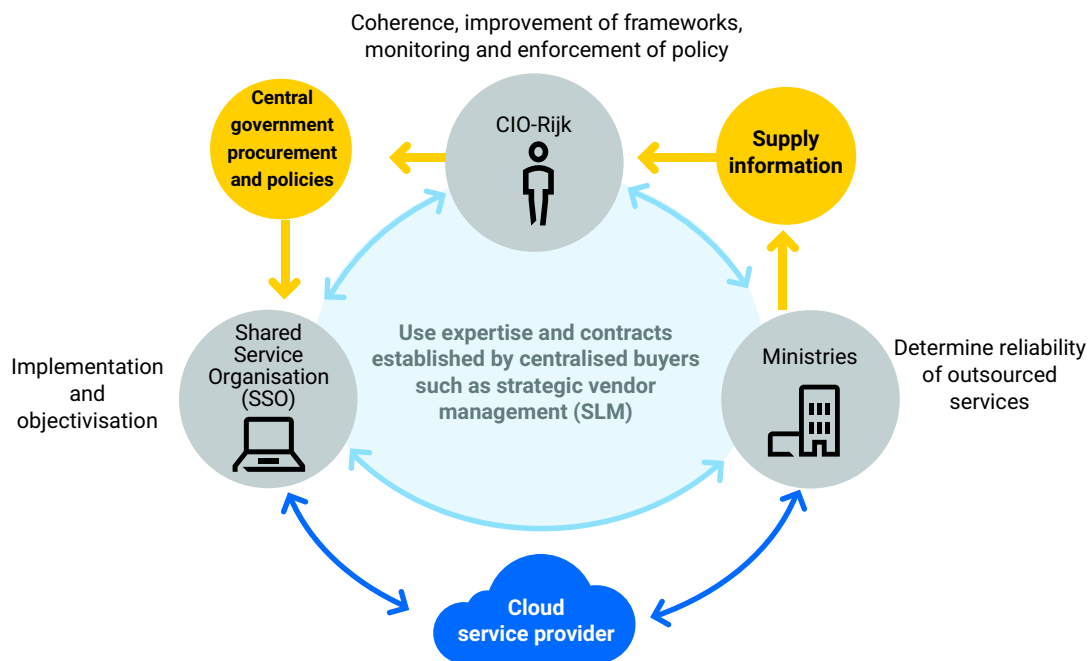 Coherence, improvement of frameworks,
monitoring and enforcement of policy
Central
government
procurement
and policies
CIO-Rijk
Supply
information
Shared
Service
Organisation
(SSO)
Implementation
and
objectivisation
Use expertise and contracts
established by centralised buyers
such as strategic vendor
management (SLM)
Ministries
Determine reliability
of outsourced
services
Cloud
service provider